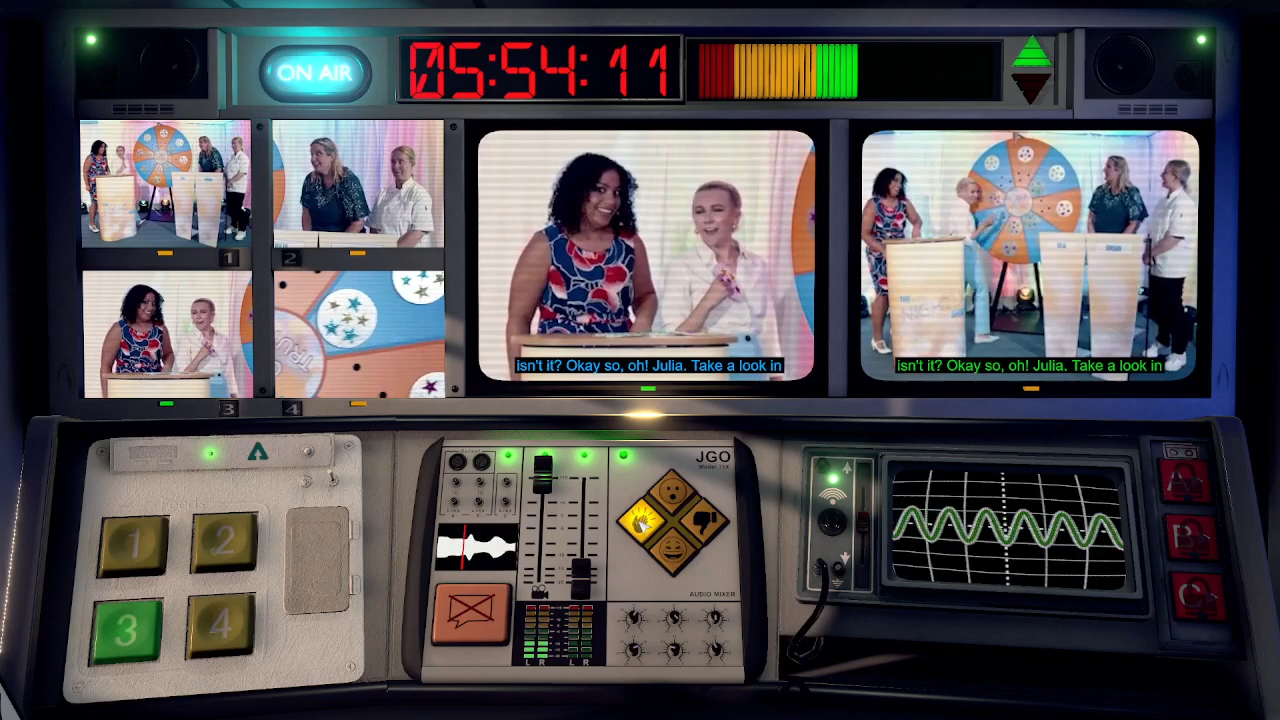 ON AIR
05:54:11
1
2
3
4
isn't it? Okay so, oh! Julia. Take a look in
isn't it? Okay so, oh! Julia. Take a look in
JGO
1
2
3
4
AUDIO MIXER
L R
L R
A
B
C